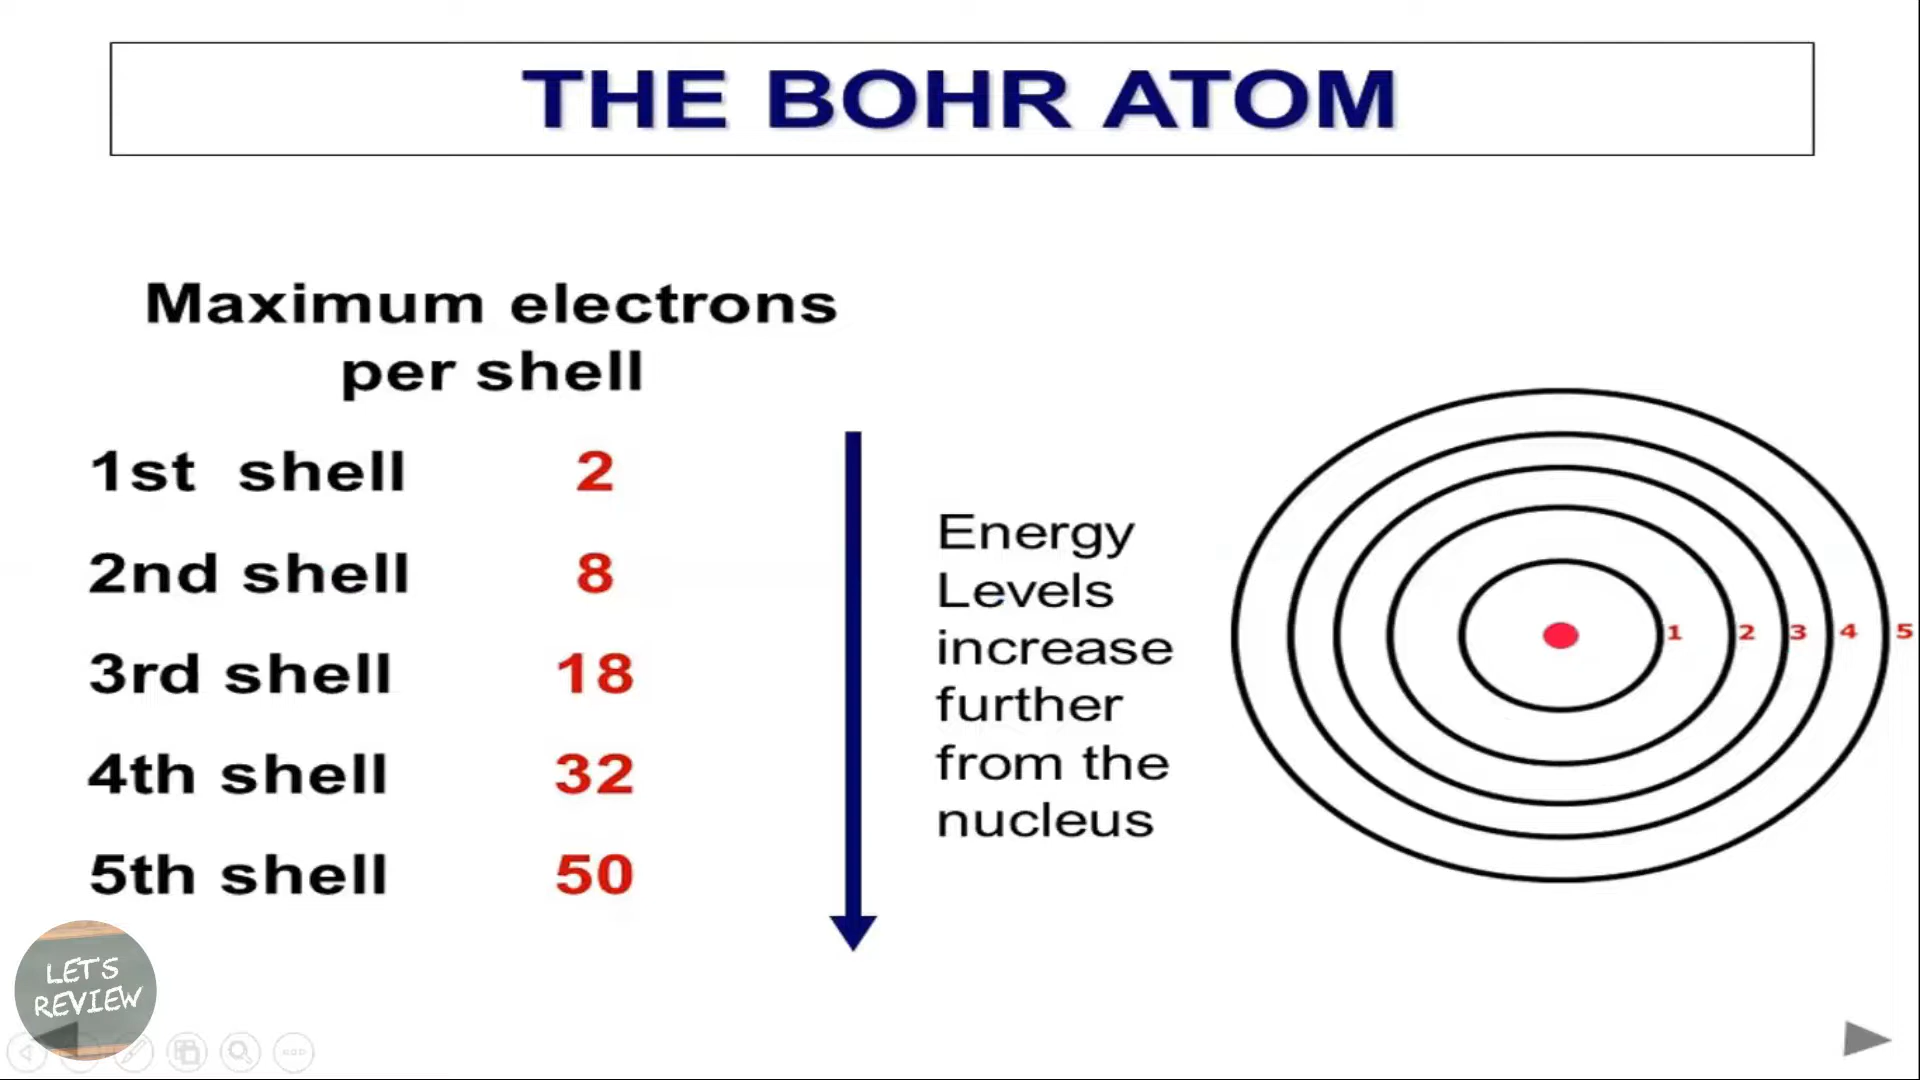 THE BOHR ATOM
Maximum electrons
per shell
1st shell 2
2nd shell 8
3rd shell 18
4th shell 32
5th shell 50
Energy
Levels
increase
further
from the
nucleus
1 2 3 4 5
LET'S
REVIEW